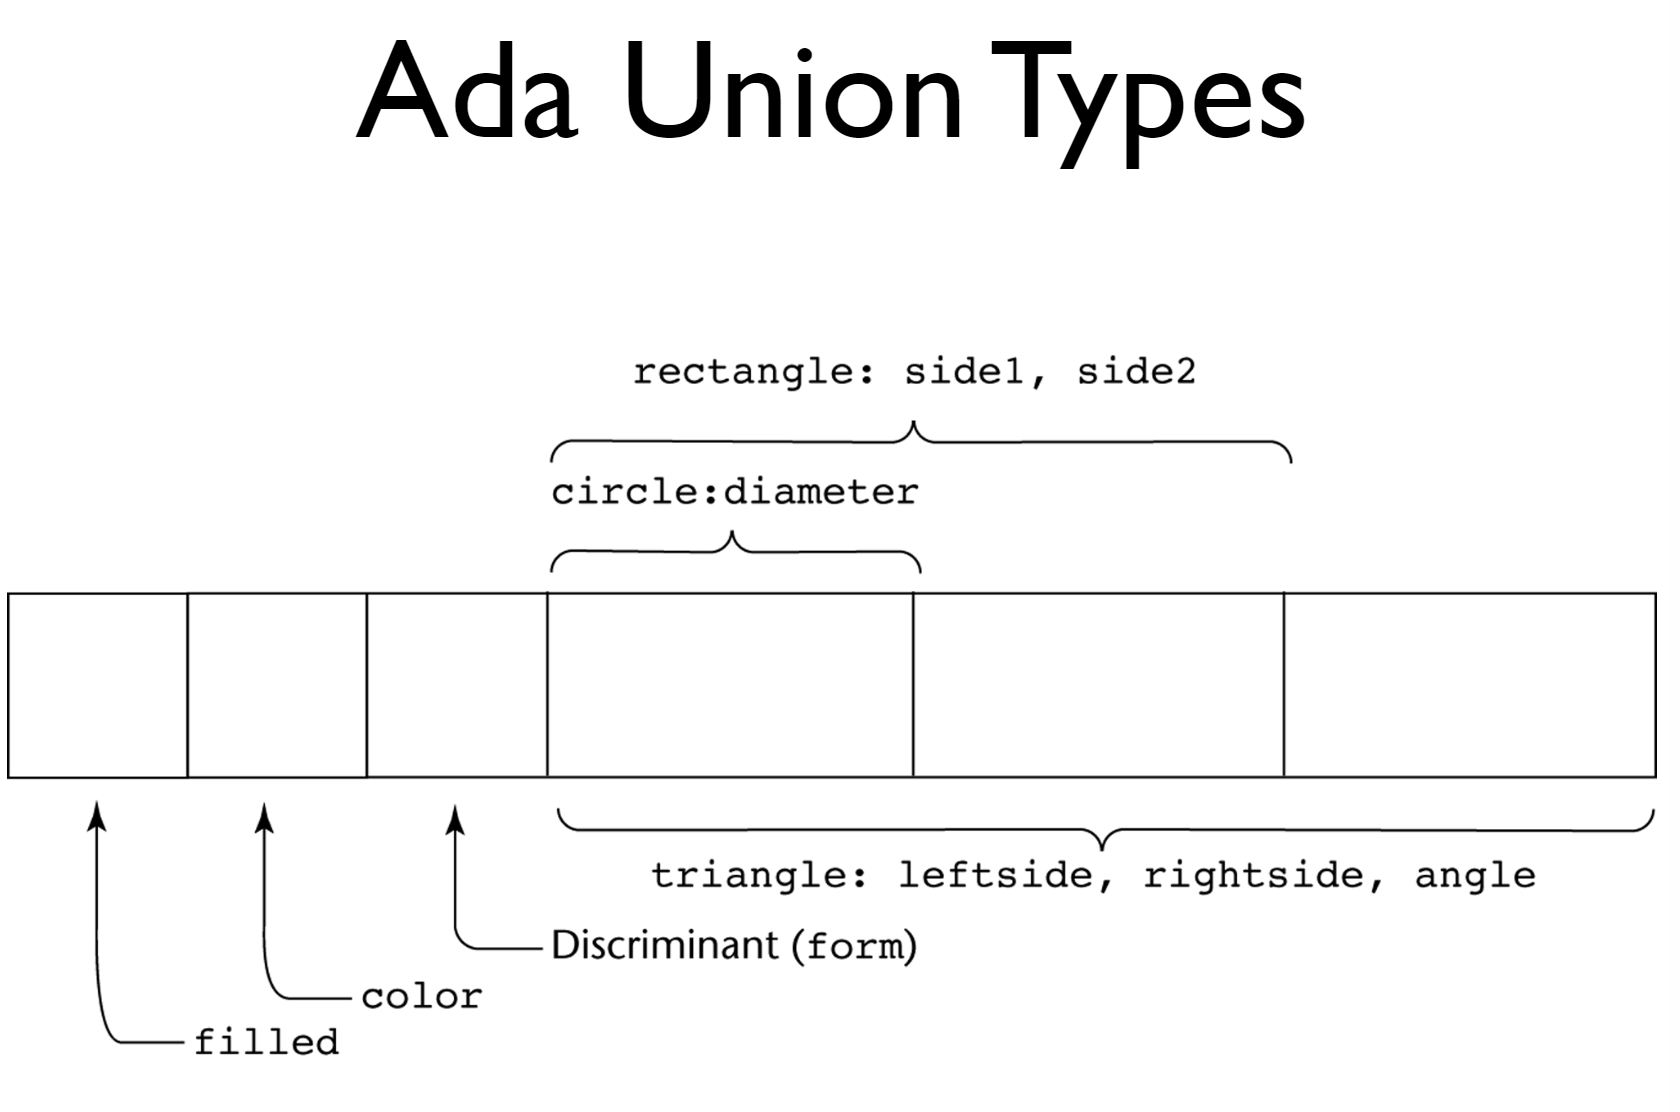 Ada Union Types
rectangle: side1, side2
circle:diameter
triangle: leftside, rightside, angle
Discriminant (form)
color
filled